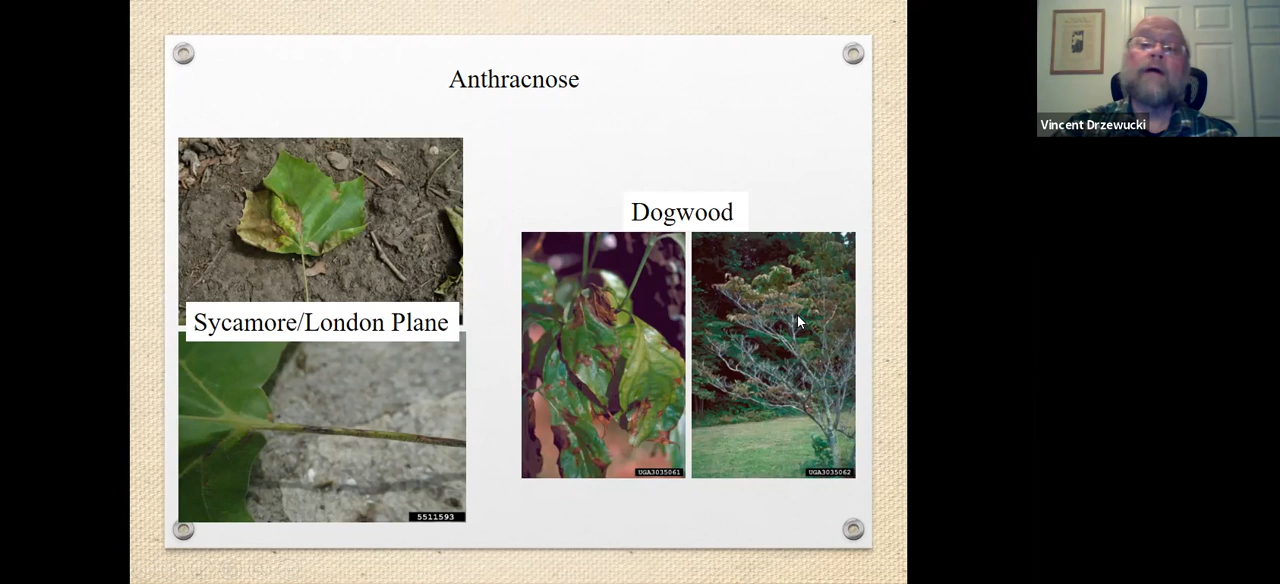 Anthracnose
Vincent Drzewucki
Dogwood
Sycamore/London Plane
UGA3035061
UGA3035062
5511593